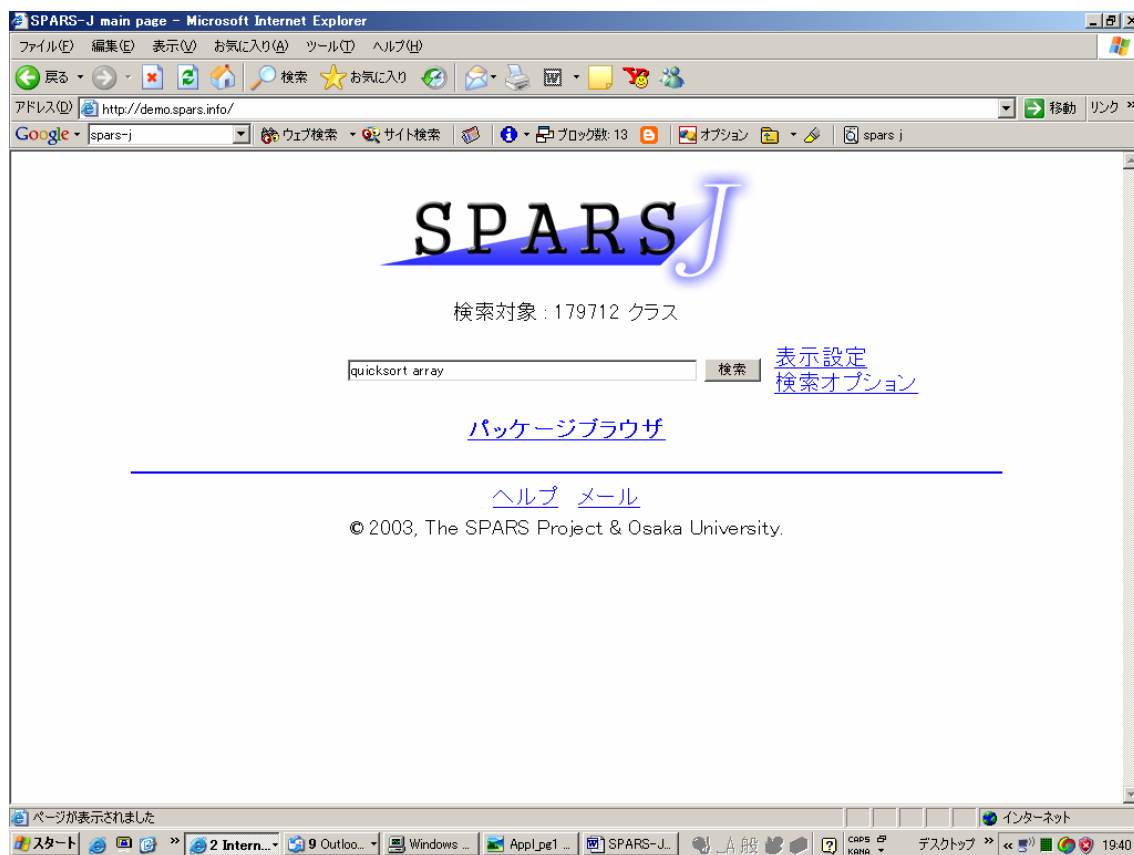 SPARS-J main page - Microsoft Internet Explorer
ファイル(F) 編集(E) 表示(V) お気に入り(A) ツール(T) ヘルプ(H)
戻る 検索 お気に入り
アドレス(D) http://demo.spars.info/ 移動 リンク »
Google spars-j ウェブ検索 サイト検索 ブロック数: 13 オプション spars j
SPARSJ
検索対象 : 179712 クラス
quicksort array 検索 表示設定
検索オプション
パッケージブラウザ
ヘルプ メール
© 2003, The SPARS Project & Osaka University.
ページが表示されました インターネット
スタート » 2 Intern... 9 Outloo... Windows ... Appl_pg1 ... SPARS-J... A 般 CAPS KANA デスクトップ » « 19:40